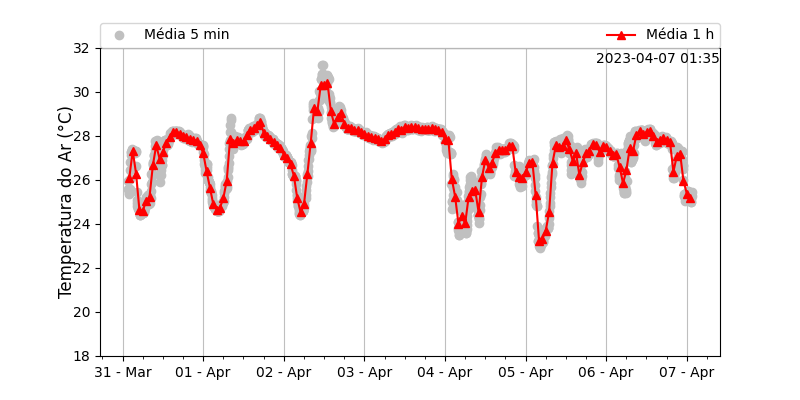 Média 5 min
Média 1 h
2023-04-07 01:35
Temperatura do Ar (°C)
32
30
28
26
24
22
20
18
31 - Mar
01 - Apr
02 - Apr
03 - Apr
04 - Apr
05 - Apr
06 - Apr
07 - Apr